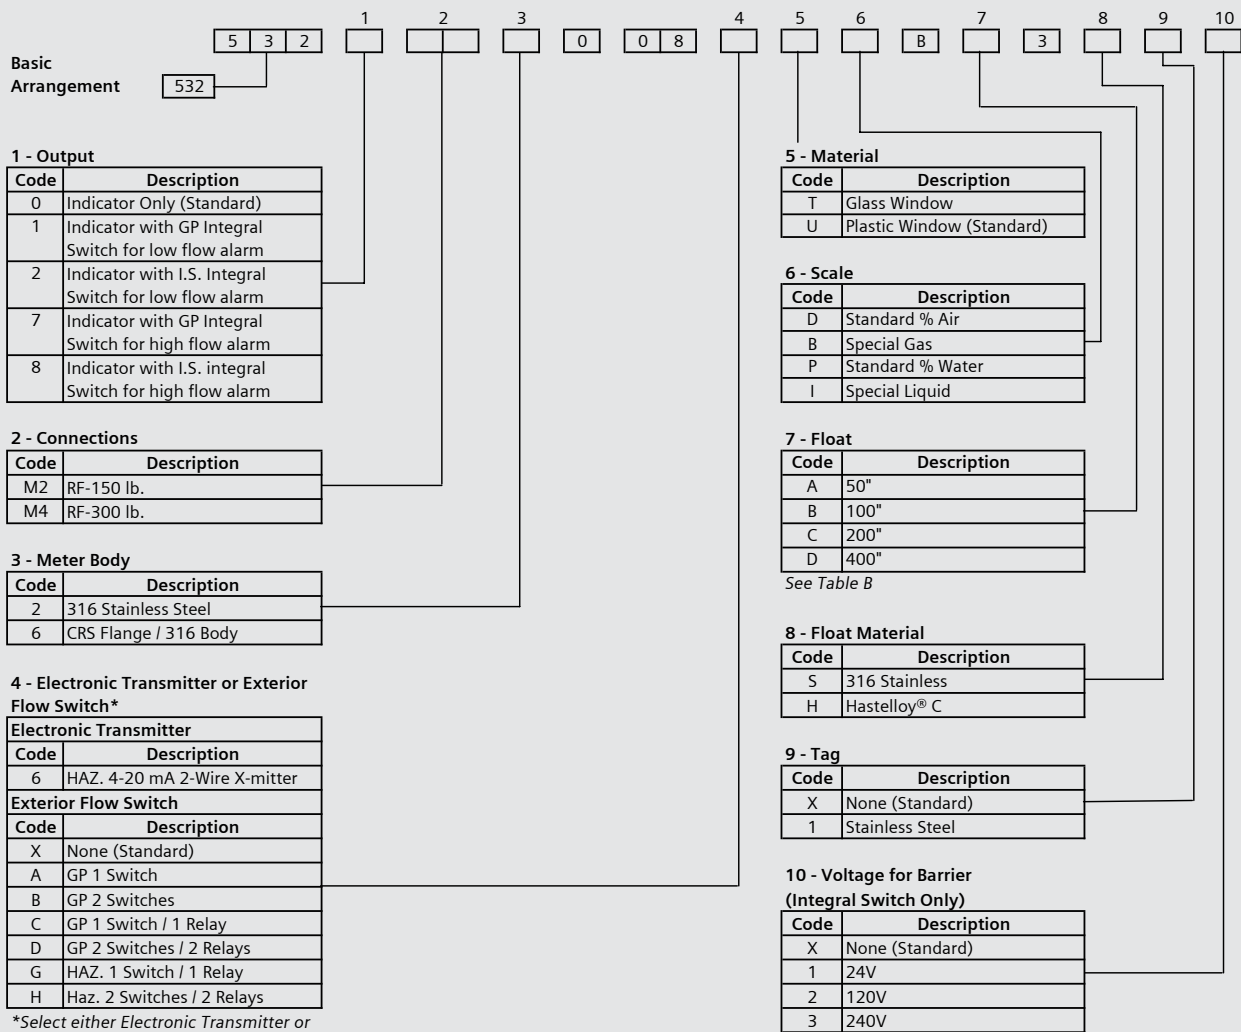 1 2 3 4 5 6 7 8 9 10
5 3 2 0 0 8 B 3
Basic
Arrangement 532
1 - Output
Code Description
0 Indicator Only (Standard)
1 Indicator with GP Integral
Switch for low flow alarm
2 Indicator with I.S. Integral
Switch for low flow alarm
7 Indicator with GP Integral
Switch for high flow alarm
8 Indicator with I.S. integral
Switch for high flow alarm
2 - Connections
Code Description
M2 RF-150 lb.
M4 RF-300 lb.
3 - Meter Body
Code Description
2 316 Stainless Steel
6 CRS Flange / 316 Body
4 - Electronic Transmitter or Exterior
Flow Switch*
Electronic Transmitter
Code Description
6 HAZ. 4-20 mA 2-Wire X-mitter
Exterior Flow Switch
Code Description
X None (Standard)
A GP 1 Switch
B GP 2 Switches
C GP 1 Switch / 1 Relay
D GP 2 Switches / 2 Relays
G HAZ. 1 Switch / 1 Relay
H Haz. 2 Switches / 2 Relays
*Select either Electronic Transmitter or
5 - Material
Code Description
T Glass Window
U Plastic Window (Standard)
6 - Scale
Code Description
D Standard % Air
B Special Gas
P Standard % Water
I Special Liquid
7 - Float
Code Description
A 50"
B 100"
C 200"
D 400"
See Table B
8 - Float Material
Code Description
S 316 Stainless
H Hastelloy® C
9 - Tag
Code Description
X None (Standard)
1 Stainless Steel
10 - Voltage for Barrier
(Integral Switch Only)
Code Description
X None (Standard)
1 24V
2 120V
3 240V